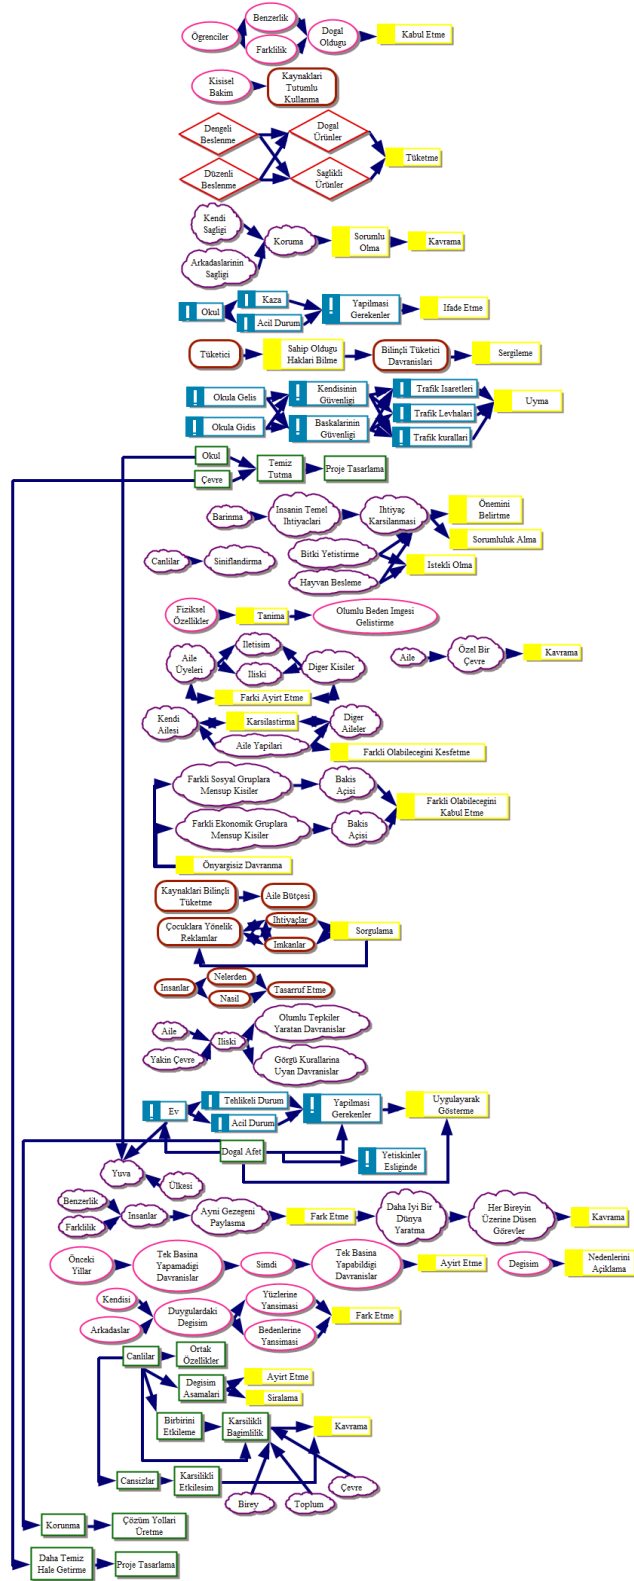 Benzerlik
Ögrenciler
Farklilik
Dogal
Oldugu
Kabul Etme
Kisisel
Bakim
Kaynaklari
Tutumlu
Kullanma
Dengeli
Beslenme
Dogal
Ürünler
Düzenli
Beslenme
Saglikli
Ürünler
Tüketme
Kendi
Sagligi
Arkadaslarinin
Sagligi
Koruma
Sorumlu
Olma
Kavrama
! Okul
! Kaza
! Acil Durum
! Yapilmasi
Gerekenler
Ifade Etme
Tüketici
Sahip Oldugu
Haklari Bilme
Bilinçli Tüketici
Davranislari
Sergileme
! Okula Gelis
! Okula Gidis
! Kendisinin
Güvenligi
! Baskalarinin
Güvenligi
! Trafik Isaretleri
! Trafik Levhalari
! Trafik kurallari
Uyma
Okul
Çevre
Temiz
Tutma
Proje Tasarlama
Barinma
Insanin Temel
Ihtiyaclari
Ihtiyaç
Karsilanmasi
Önemini
Belirtme
Sorumluluk Alma
Bitki Yetistirme
Hayvan Besleme
Istekli Olma
Canlilar
Siniflandirma
Fiziksel
Özellikler
Tanima
Olumlu Beden Imgesi
Gelistirme
Aile
Üyeleri
Iletisim
Iliski
Diger Kisiler
Farki Ayirt Etme
Aile
Özel Bir
Çevre
Kavrama
Kendi
Ailesi
Karsilastirma
Diger
Aileler
Aile Yapilari
Farkli Olabilecegini Kesfetme
Farkli Sosyal Gruplara
Mensup Kisiler
Bakis
Açisi
Farkli Ekonomik Gruplara
Mensup Kisiler
Bakis
Açisi
Farkli Olabilecegini
Kabul Etme
Önyargisiz Davranma
Kaynaklari Bilinçli
Tüketme
Aile Bütçesi
Çocuklara Yönelik
Reklamlar
Ihtiyaçlar
Imkanlar
Sorgulama
Insanlar
Nelerden
Nasil
Tasarruf Etme
Aile
Yakin Çevre
Iliski
Olumlu Tepkiler
Yaratan Davranislar
Görgü Kurallarina
Uyan Davranislar
! Ev
! Tehlikeli Durum
! Acil Durum
! Yapilmasi
Gerekenler
Uygulayarak
Gösterme
Dogal Afet
! Yetiskinler
Esliginde
Yuva
Ülkesi
Benzerlik
Farklilik
Insanlar
Ayni Gezegeni
Paylasma
Fark Etme
Daha Iyi Bir
Dünya
Yaratma
Her Bireyin
Üzerine Düsen
Görevler
Kavrama
Önceki
Yillar
Tek Basina
Yapamadigi
Davranislar
Simdi
Tek Basina
Yapabildigi
Davranislar
Ayirt Etme
Degisim
Nedenlerini
Açiklama
Kendisi
Arkadaslar
Duygulardaki
Degisim
Yüzlerine
Yansimasi
Bedenlerine
Yansimasi
Fark Etme
Canlilar
Ortak
Özellikler
Degisim
Asamalari
Ayirt Etme
Siralama
Birbirini
Etkileme
Karsilikli
Bagimlilik
Kavrama
Cansizlar
Karsilikli
Etkilesim
Birey
Toplum
Çevre
Korunma
Çözüm Yollari
Üretme
Daha Temiz
Hale Getirme
Proje Tasarlama